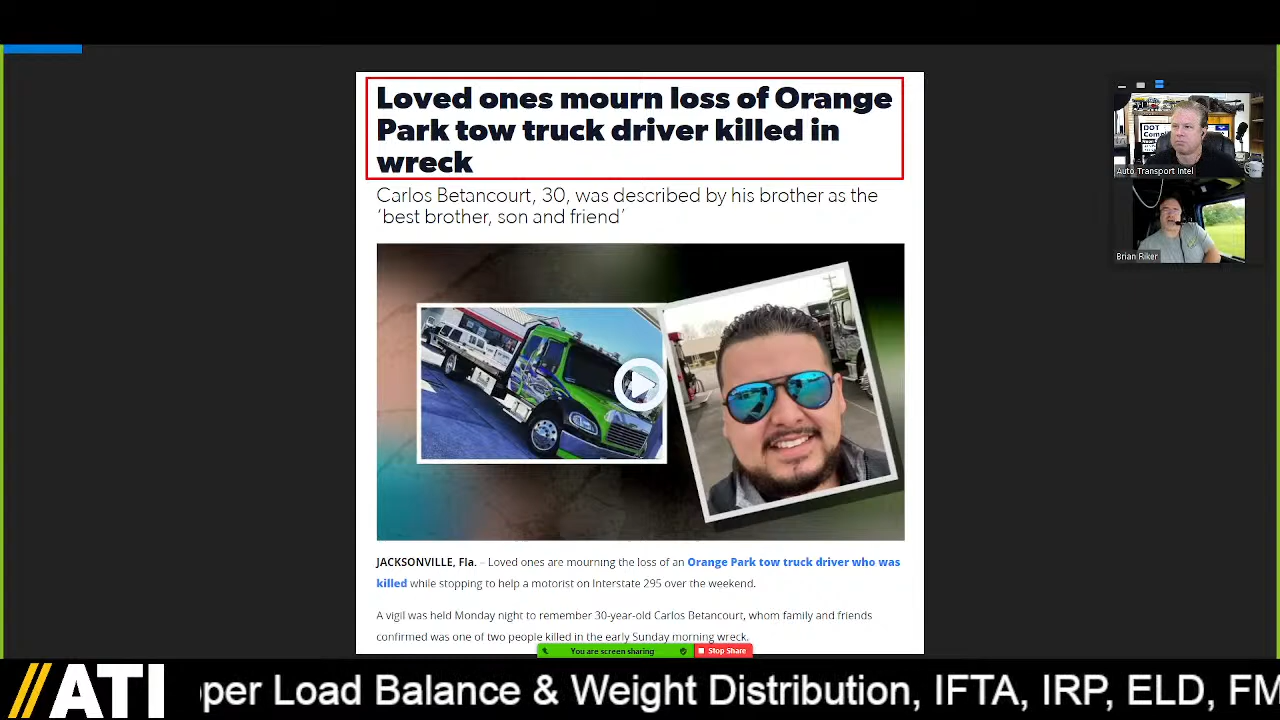 Loved ones mourn loss of Orange
Park tow truck driver killed in
wreck
Carlos Betancourt, 30, was described by his brother as the
‘best brother, son and friend’
JACKSONVILLE, Fla. – Loved ones are mourning the loss of an Orange Park tow truck driver who was
killed while stopping to help a motorist on Interstate 295 over the weekend.
A vigil was held Monday night to remember 30-year-old Carlos Betancourt, whom family and friends
confirmed was one of two people killed in the early Sunday morning wreck.
You are screen sharing Stop Share
DOT
Auto Transport Intel
Brian Riker
//ATI per Load Balance & Weight Distribution, IFTA, IRP, ELD, FM